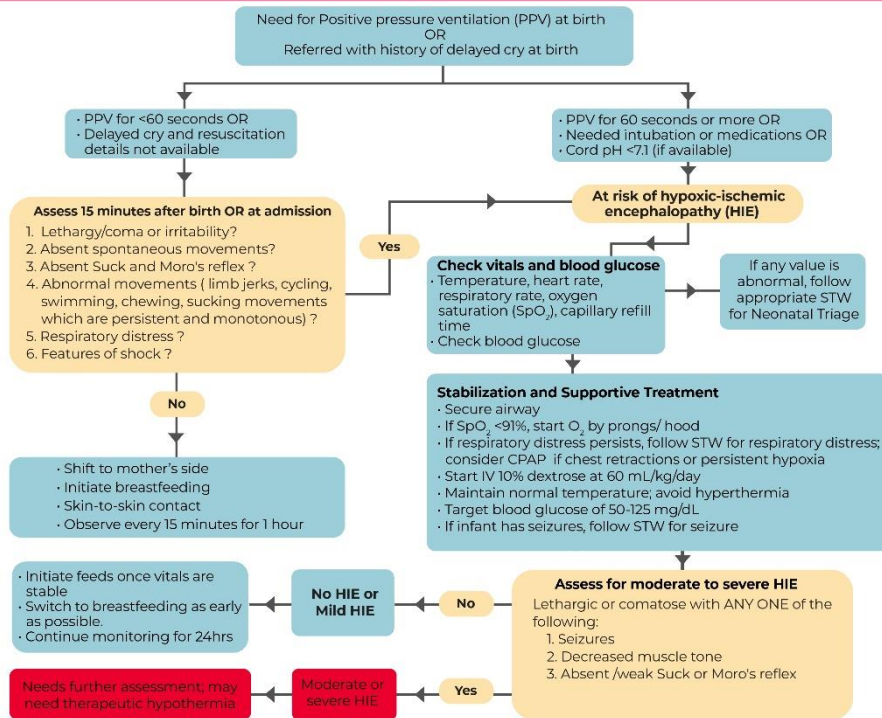 Need for Positive pressure ventilation (PPV) at birth
OR
Referred with history of delayed cry at birth
• PPV for <60 seconds OR
• Delayed cry and resuscitation
details not available
• PPV for 60 seconds or more OR
• Needed intubation or medications OR
• Cord pH <7.1 (if available)
Assess 15 minutes after birth OR at admission
1. Lethargy/coma or irritability?
2. Absent spontaneous movements?
3. Absent Suck and Moro's reflex ?
4. Abnormal movements ( limb jerks, cycling,
swimming, chewing, sucking movements
which are persistent and monotonous) ?
5. Respiratory distress ?
6. Features of shock ?
Yes
At risk of hypoxic-ischemic
encephalopathy (HIE)
Check vitals and blood glucose
• Temperature, heart rate,
respiratory rate, oxygen
saturation (SpO₂), capillary refill
time
• Check blood glucose
If any value is
abnormal, follow
appropriate STW
for Neonatal Triage
No
• Shift to mother's side
• Initiate breastfeeding
• Skin-to-skin contact
• Observe every 15 minutes for 1 hour
Stabilization and Supportive Treatment
• Secure airway
• If SpO₂ <91%, start O₂ by prongs/ hood
• If respiratory distress persists, follow STW for respiratory distress;
consider CPAP if chest retractions or persistent hypoxia
• Start IV 10% dextrose at 60 mL/kg/day
• Maintain normal temperature; avoid hyperthermia
• Target blood glucose of 50-125 mg/dL
• If infant has seizures, follow STW for seizure
Assess for moderate to severe HIE
Lethargic or comatose with ANY ONE of the
following:
1. Seizures
2. Decreased muscle tone
3. Absent /weak Suck or Moro's reflex
No
No HIE or
Mild HIE
• Initiate feeds once vitals are
stable
• Switch to breastfeeding as early
as possible.
• Continue monitoring for 24hrs
Yes
Moderate or
severe HIE
Needs further assessment; may
need therapeutic hypothermia